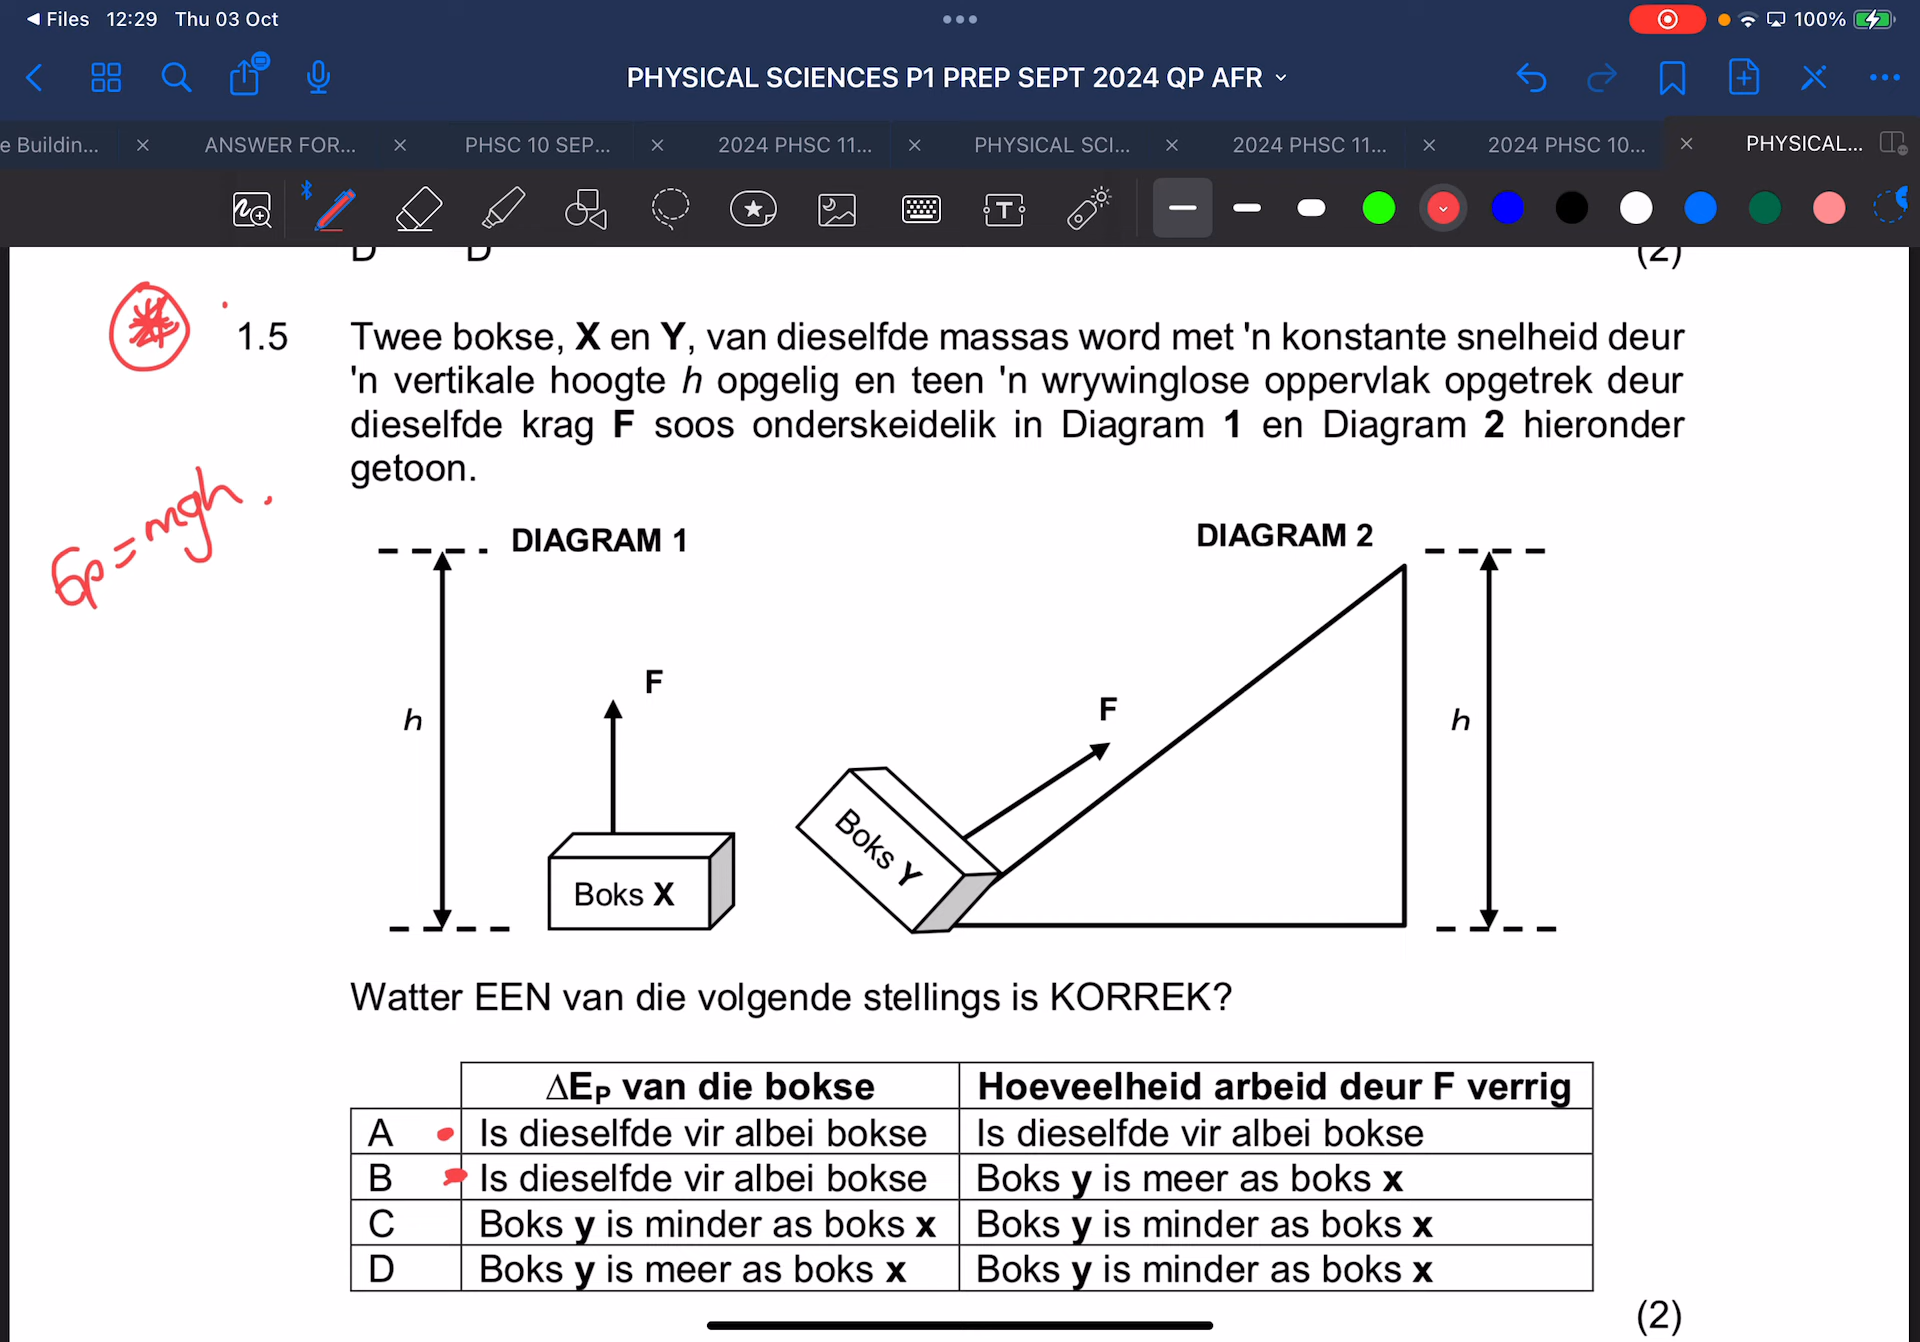 Files 12:29 Thu 03 Oct
100%
PHYSICAL SCIENCES P1 PREP SEPT 2024 QP AFR
e Buildin...
ANSWER FOR...
PHSC 10 SEP...
2024 PHSC 11...
PHYSICAL SCI...
2024 PHSC 11...
2024 PHSC 10...
PHYSICAL...
D D (2)
1.5 Twee bokse, X en Y, van dieselfde massas word met 'n konstante snelheid deur
'n vertikale hoogte h opgelig en teen 'n wrywinglose oppervlak opgetrek deur
dieselfde krag F soos onderskeidelik in Diagram 1 en Diagram 2 hieronder
getoon.
Ep = mgh.
DIAGRAM 1
DIAGRAM 2
F
h
Boks X
F
h
Boks Y
Watter EEN van die volgende stellings is KORREK?
ΔEP van die bokse Hoeveelheid arbeid deur F verrig
A Is dieselfde vir albei bokse Is dieselfde vir albei bokse
B Is dieselfde vir albei bokse Boks y is meer as boks x
C Boks y is minder as boks x Boks y is minder as boks x
D Boks y is meer as boks x Boks y is minder as boks x
(2)